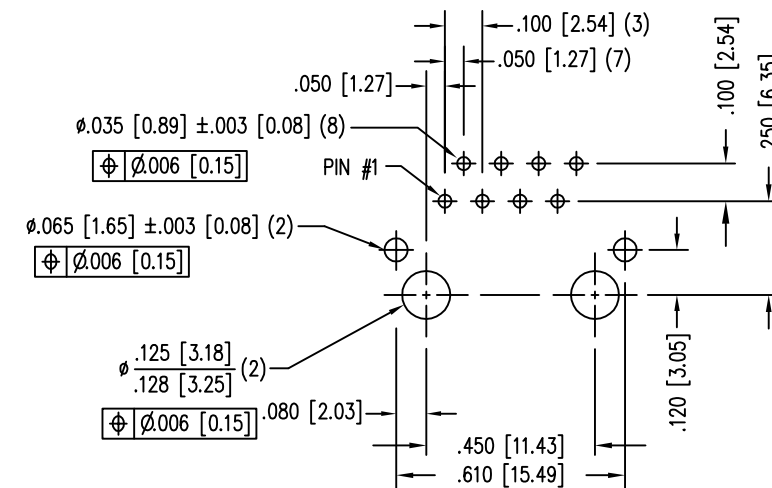 .100 [2.54] (3)
.050 [1.27] (7)
.050 [1.27]
.100 [2.54]
.250 [6.35]
ø.035 [0.89] ±.003 [0.08] (8)
⌖ Ø.006 [0.15]
PIN #1
ø.065 [1.65] ±.003 [0.08] (2)
⌖ Ø.006 [0.15]
ø .125 [3.18]
.128 [3.25] (2)
⌖ Ø.006 [0.15]
.080 [2.03]
.120 [3.05]
.450 [11.43]
.610 [15.49]